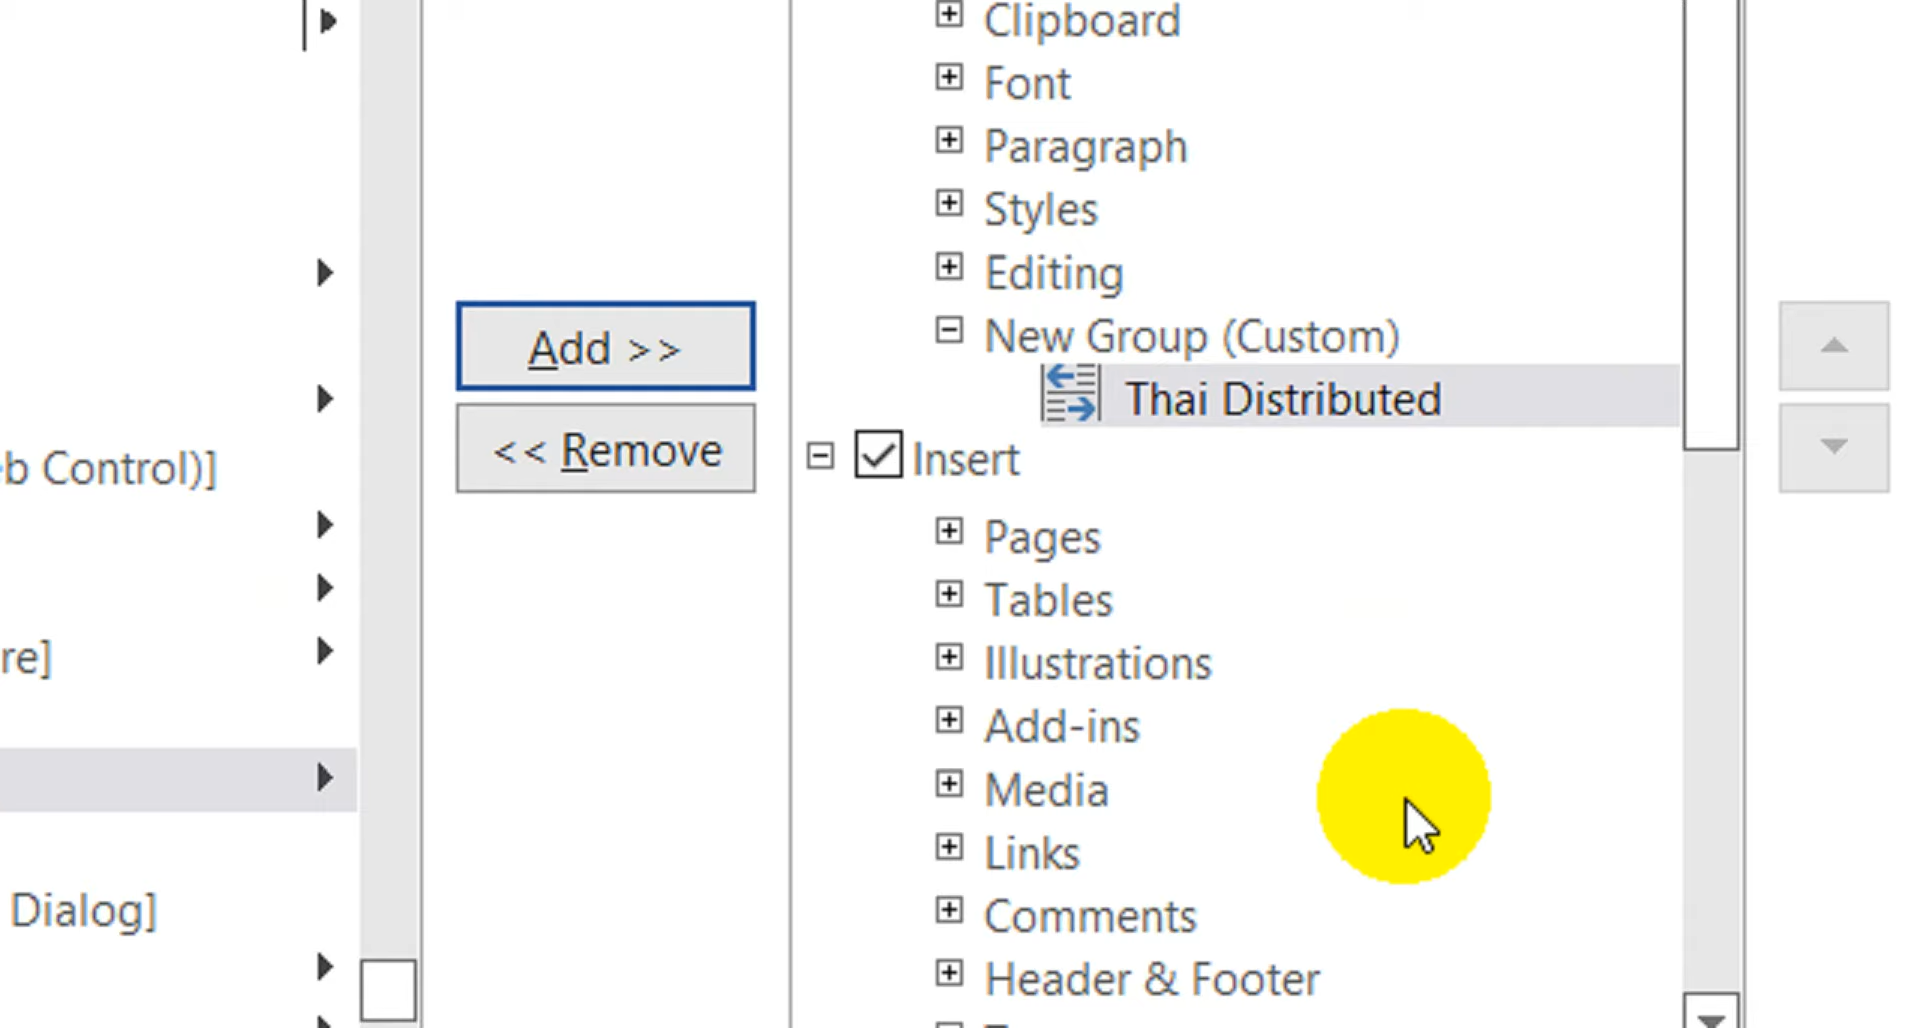 Clipboard
Font
Paragraph
Styles
Editing
New Group (Custom)
Add >>
Thai Distributed
<< Remove
Insert
b Control)]
Pages
Tables
Illustrations
re]
Add-ins
Media
Links
Dialog]
Comments
Header & Footer